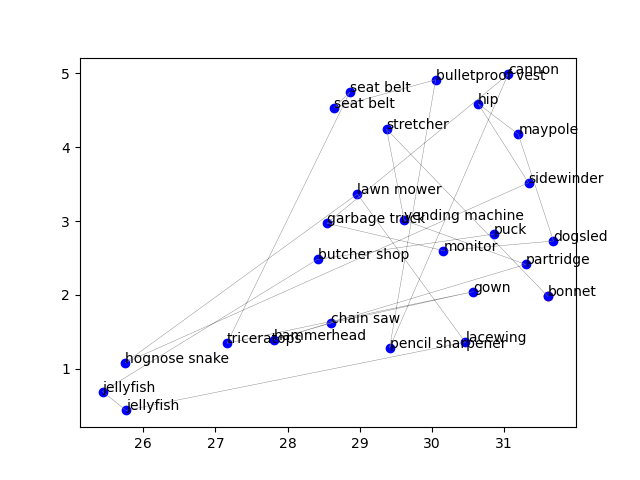 5
cannon
bulletproof vest
seat belt
hip
seat belt
stretcher
maypole
4
sidewinder
lawn mower
3
vending machine
garbage truck
puck
dogsled
monitor
butcher shop
partridge
2
gown
bonnet
chain saw
hammerhead
triceratops
lacewing
pencil sharpener
1
hognose snake
jellyfish
jellyfish
26 27 28 29 30 31